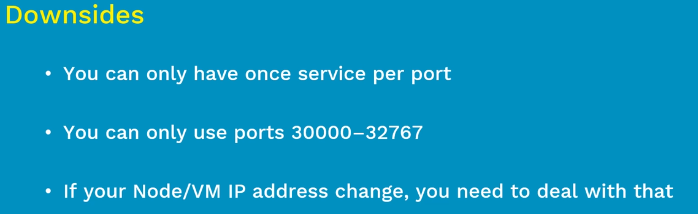 Downsides
• You can only have once service per port
• You can only use ports 30000–32767
• If your Node/VM IP address change, you need to deal with that